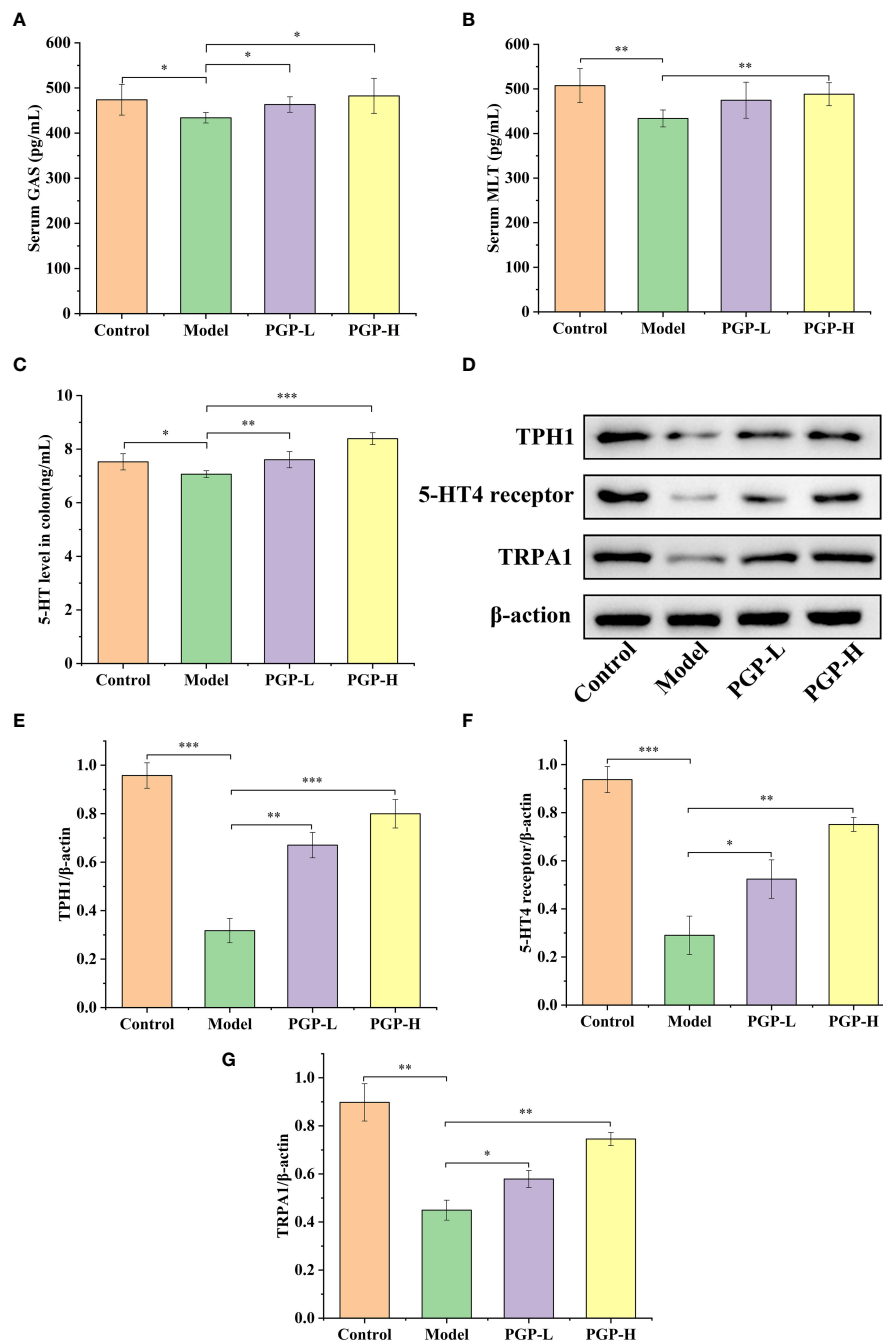 A
Serum GAS (pg/mL)
600
500
400
300
200
100
0
*
*
*
Control Model PGP-L PGP-H
B
Serum MLT (pg/mL)
600
500
400
300
200
100
0
**
**
Control Model PGP-L PGP-H
C
5-HT level in colon(ng/mL)
10
8
6
4
2
0
*
**
***
Control Model PGP-L PGP-H
D
TPH1
5-HT4 receptor
TRPA1
β-action
Control Model PGP-L PGP-H
E
TPH1/β-actin
1.0
0.8
0.6
0.4
0.2
0.0
***
***
**
Control Model PGP-L PGP-H
F
5-HT4 receptor/β-actin
1.0
0.8
0.6
0.4
0.2
0.0
***
**
*
Control Model PGP-L PGP-H
G
TRPA1/β-actin
1.0
0.8
0.6
0.4
0.2
0.0
**
**
*
Control Model PGP-L PGP-H